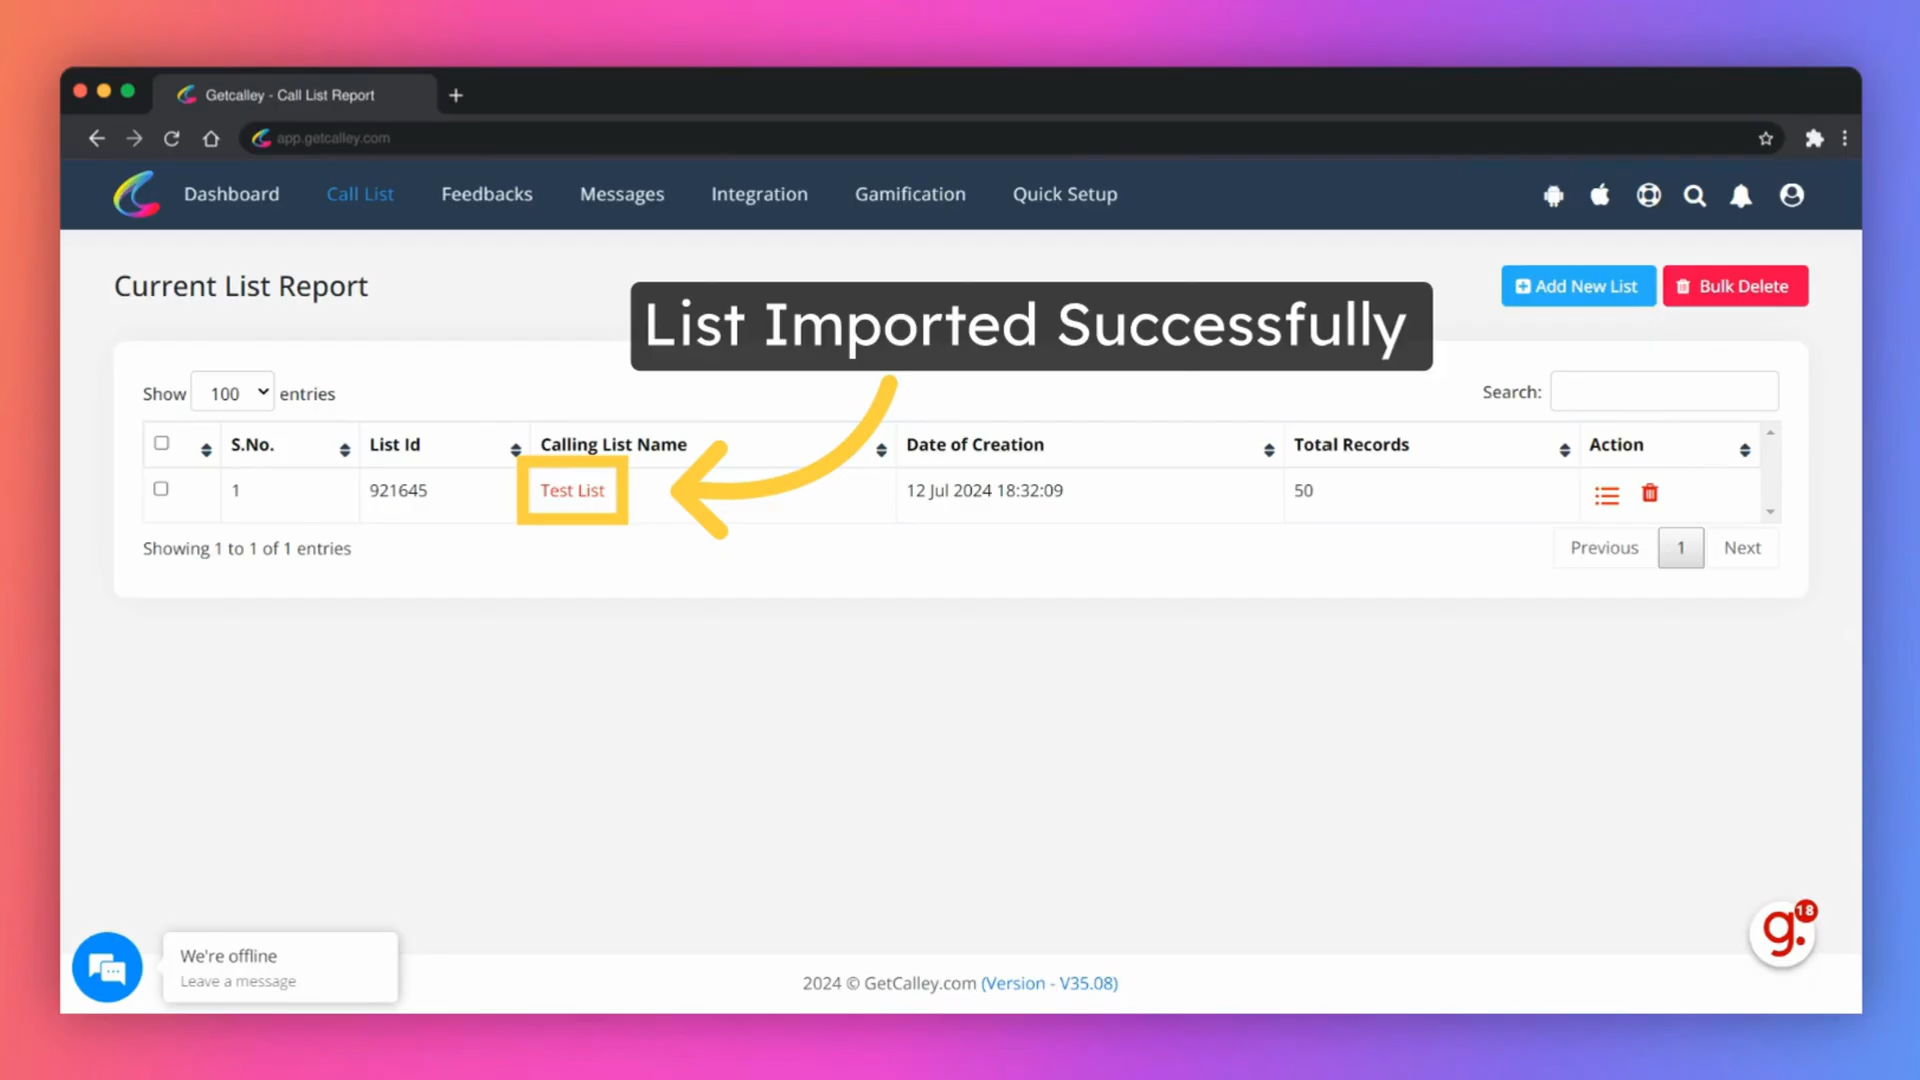 Getcalley - Call List Report
app.getcalley.com
Dashboard Call List Feedbacks Messages Integration Gamification Quick Setup
Current List Report
Add New List Bulk Delete
List Imported Successfully
Show 100 entries
Search:
S.No. List Id Calling List Name Date of Creation Total Records Action
1 921645 Test List 12 Jul 2024 18:32:09 50
Showing 1 to 1 of 1 entries
Previous 1 Next
g. 18
We're offline
Leave a message
2024 © GetCalley.com (Version - V35.08)